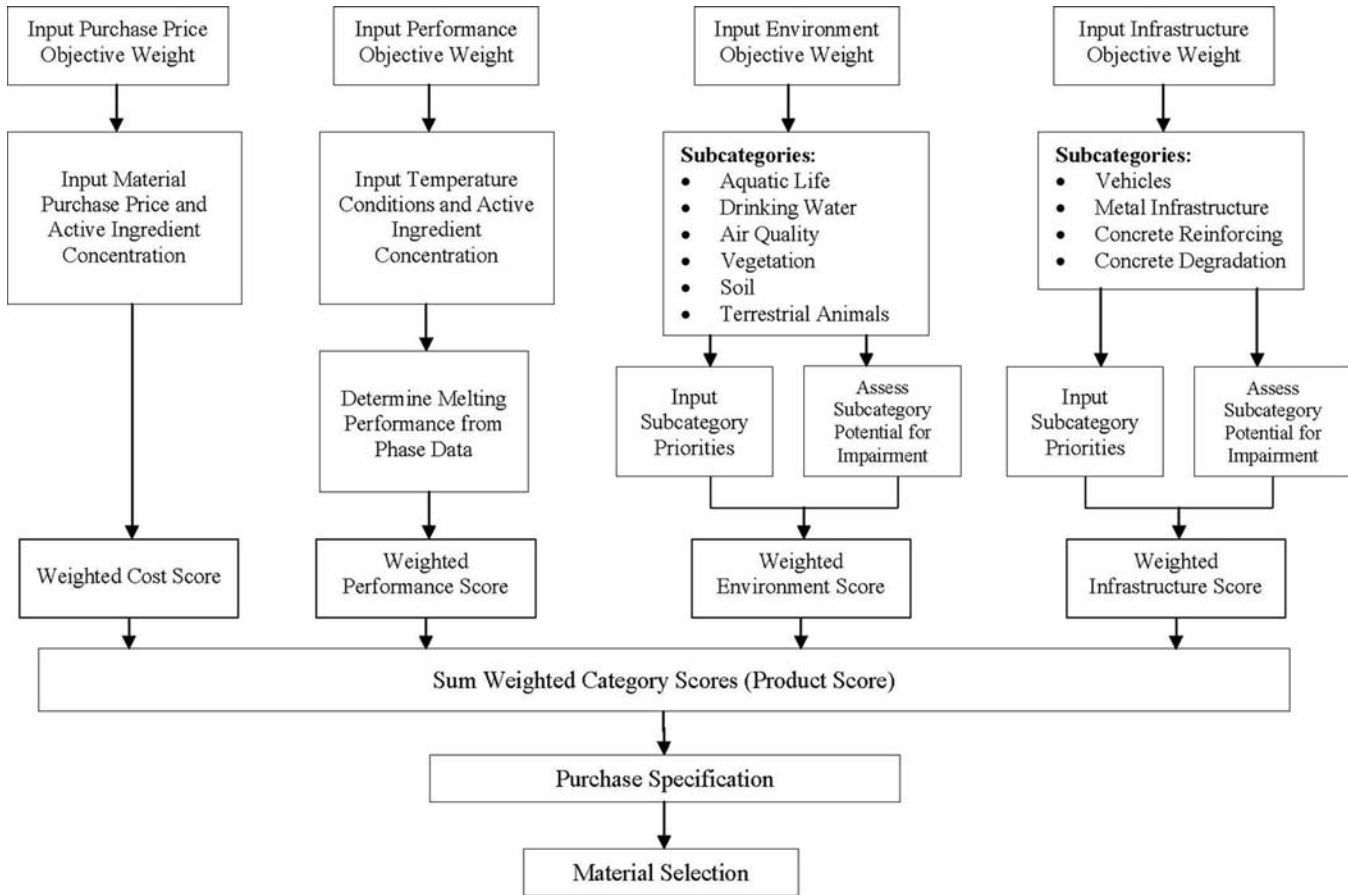 Input Purchase Price
Objective Weight
Input Performance
Objective Weight
Input Environment
Objective Weight
Input Infrastructure
Objective Weight
Input Material
Purchase Price and
Active Ingredient
Concentration
Input Temperature
Conditions and Active
Ingredient
Concentration
Subcategories:
• Aquatic Life
• Drinking Water
• Air Quality
• Vegetation
• Soil
• Terrestrial Animals
Subcategories:
• Vehicles
• Metal Infrastructure
• Concrete Reinforcing
• Concrete Degradation
Determine Melting
Performance from
Phase Data
Input
Subcategory
Priorities
Assess
Subcategory
Potential for
Impairment
Input
Subcategory
Priorities
Assess
Subcategory
Potential for
Impairment
Weighted Cost Score
Weighted
Performance Score
Weighted
Environment Score
Weighted
Infrastructure Score
Sum Weighted Category Scores (Product Score)
Purchase Specification
Material Selection